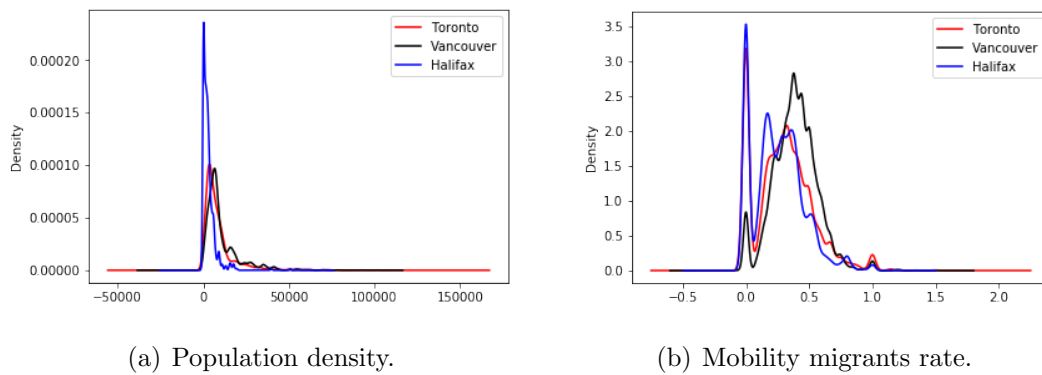 Density
0.00020
0.00015
0.00010
0.00005
0.00000
−50000 0 50000 100000 150000
Toronto
Vancouver
Halifax
(a) Population density.
Density
3.5
3.0
2.5
2.0
1.5
1.0
0.5
0.0
−0.5 0.0 0.5 1.0 1.5 2.0
Toronto
Vancouver
Halifax
(b) Mobility migrants rate.